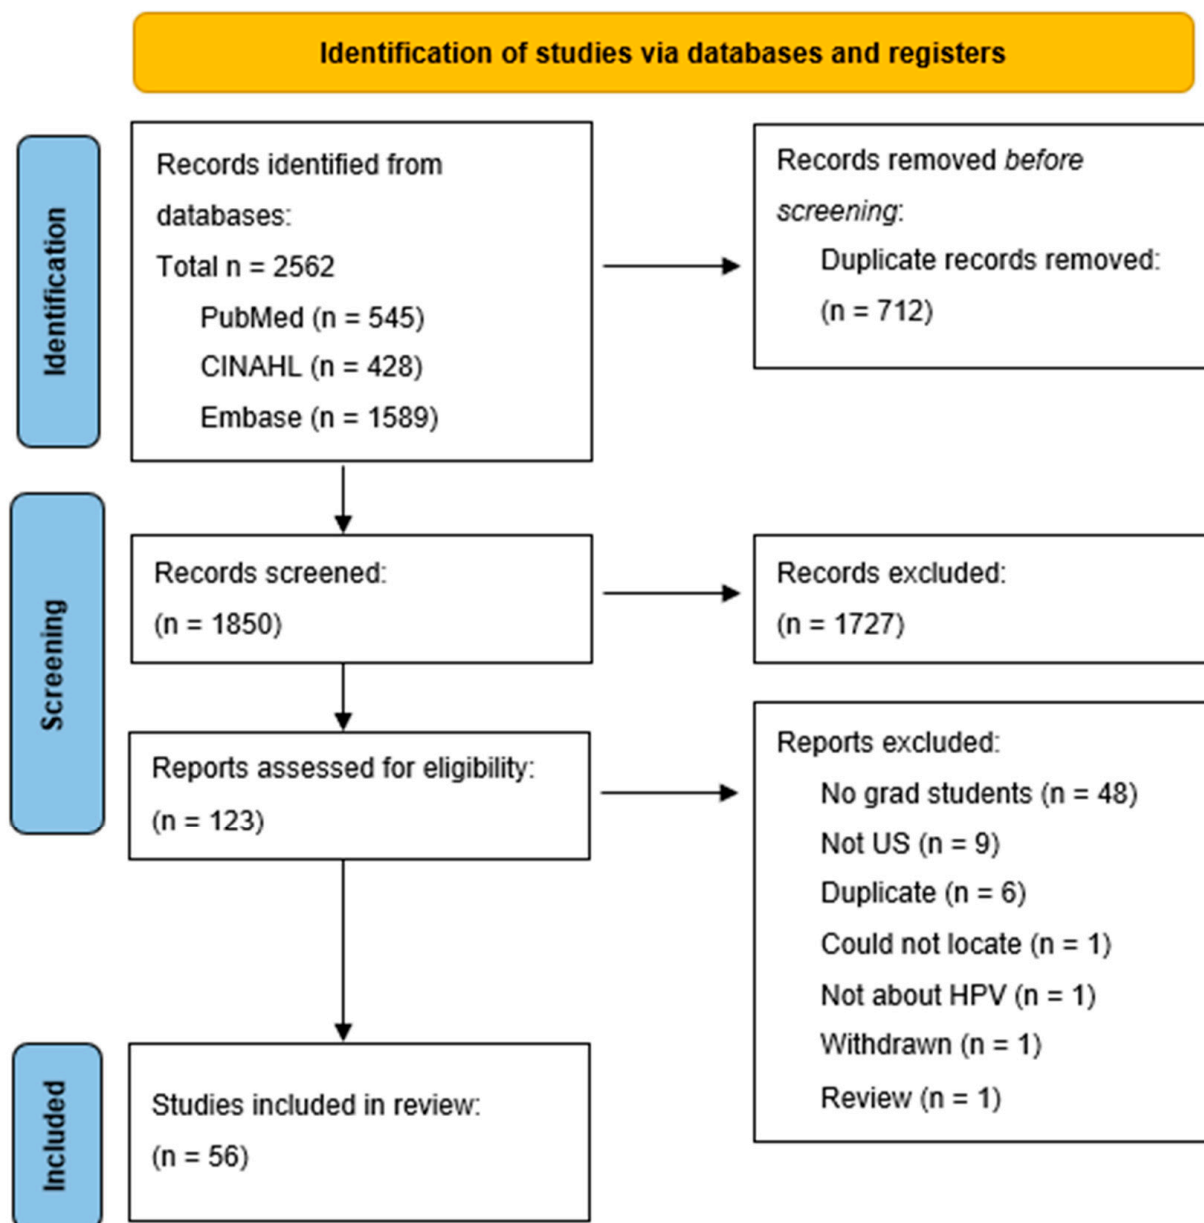 Identification of studies via databases and registers
Identification
Records identified from
databases:
Total n = 2562
PubMed (n = 545)
CINAHL (n = 428)
Embase (n = 1589)
Records removed before
screening:
Duplicate records removed:
(n = 712)
Screening
Records screened:
(n = 1850)
Records excluded:
(n = 1727)
Reports assessed for eligibility:
(n = 123)
Reports excluded:
No grad students (n = 48)
Not US (n = 9)
Duplicate (n = 6)
Could not locate (n = 1)
Not about HPV (n = 1)
Withdrawn (n = 1)
Review (n = 1)
Included
Studies included in review:
(n = 56)